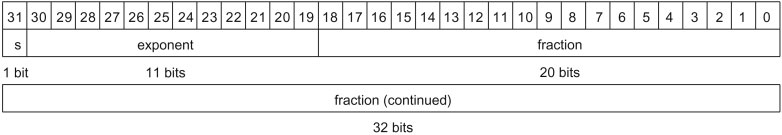 31 30 29 28 27 26 25 24 23 22 21 20 19 18 17 16 15 14 13 12 11 10 9 8 7 6 5 4 3 2 1 0
s exponent fraction
1 bit 11 bits 20 bits
fraction (continued)
32 bits